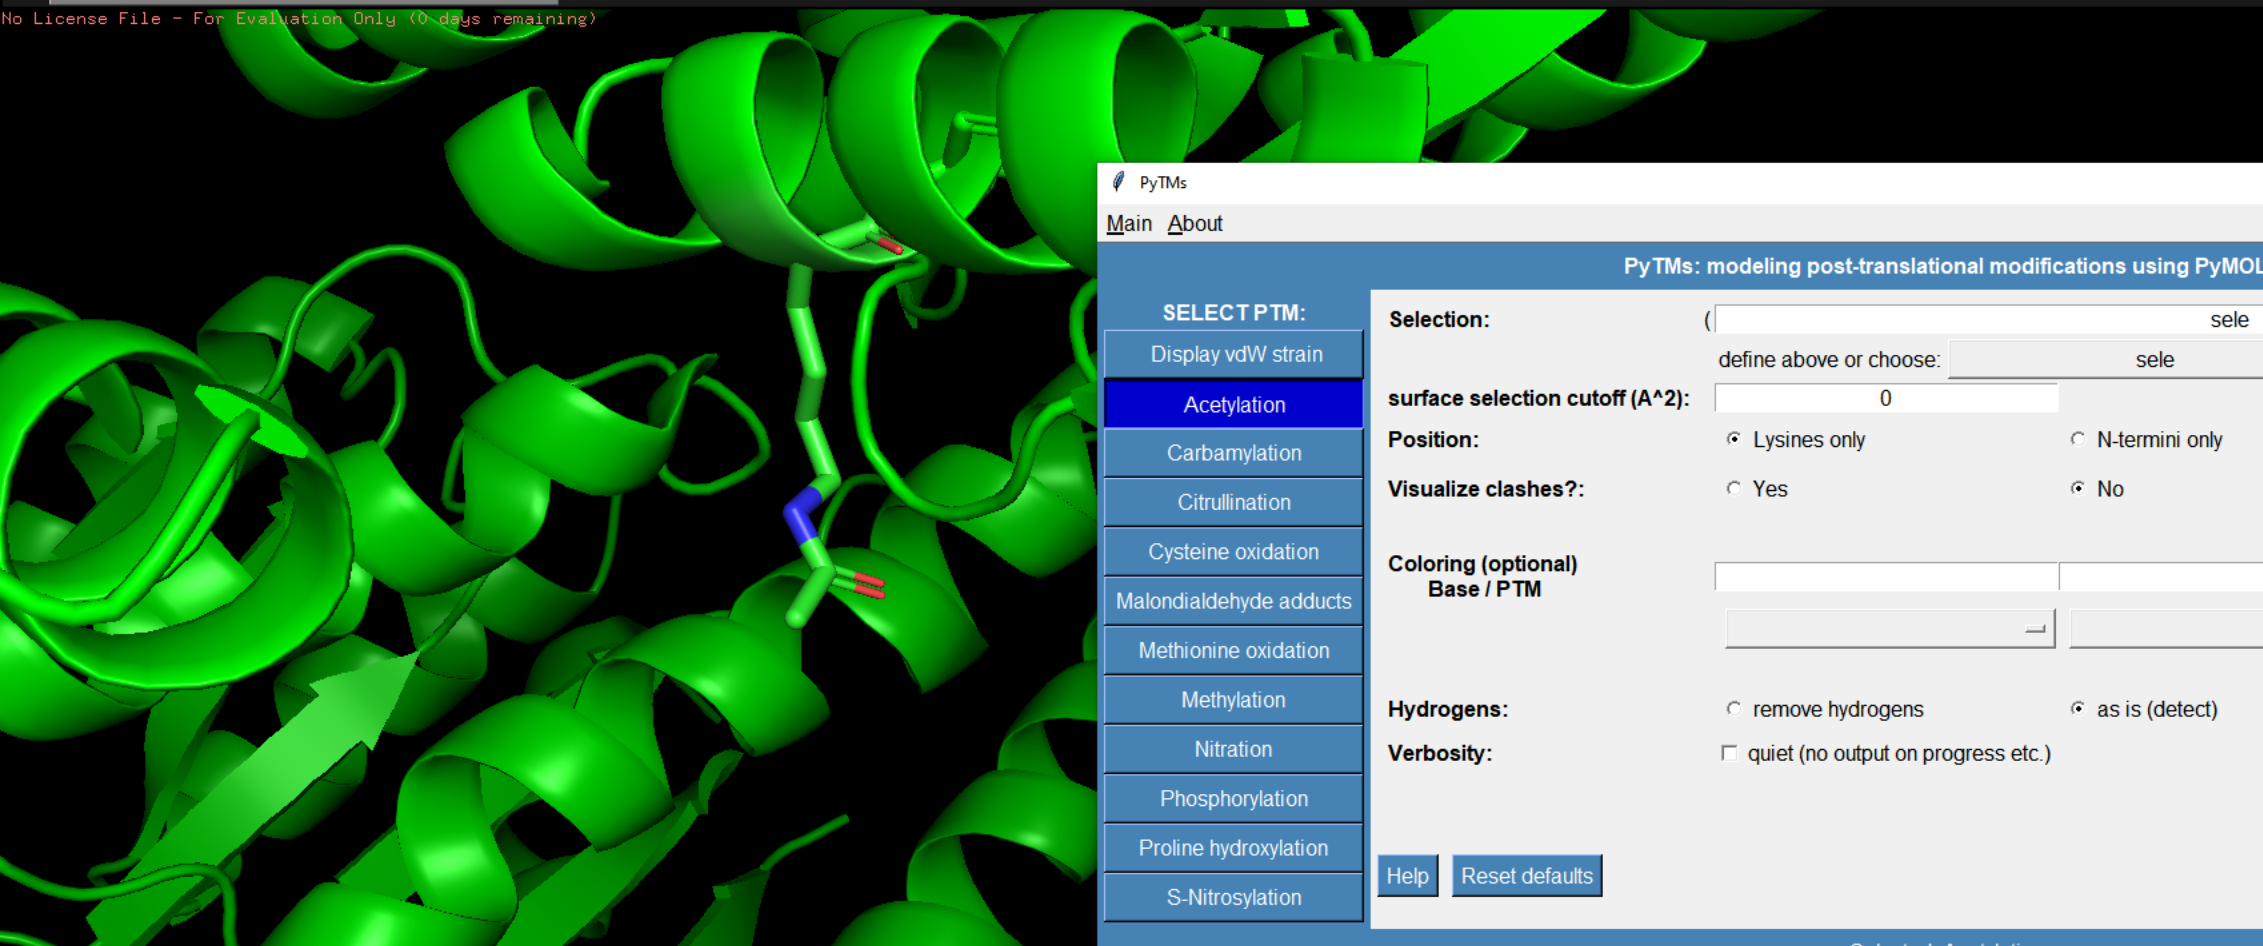 No License File - For Evaluation Only (0 days remaining)
PyTMs
Main About
PyTMs: modeling post-translational modifications using PyMOL
SELECT PTM:
Display vdW strain
Acetylation
Carbamylation
Citrullination
Cysteine oxidation
Malondialdehyde adducts
Methionine oxidation
Methylation
Nitration
Phosphorylation
Proline hydroxylation
S-Nitrosylation
Selection: ( sele
define above or choose: sele
surface selection cutoff (A^2): 0
Position: Lysines only N-termini only
Visualize clashes?: Yes No
Coloring (optional)
Base / PTM
Hydrogens: remove hydrogens as is (detect)
Verbosity: quiet (no output on progress etc.)
Help Reset defaults